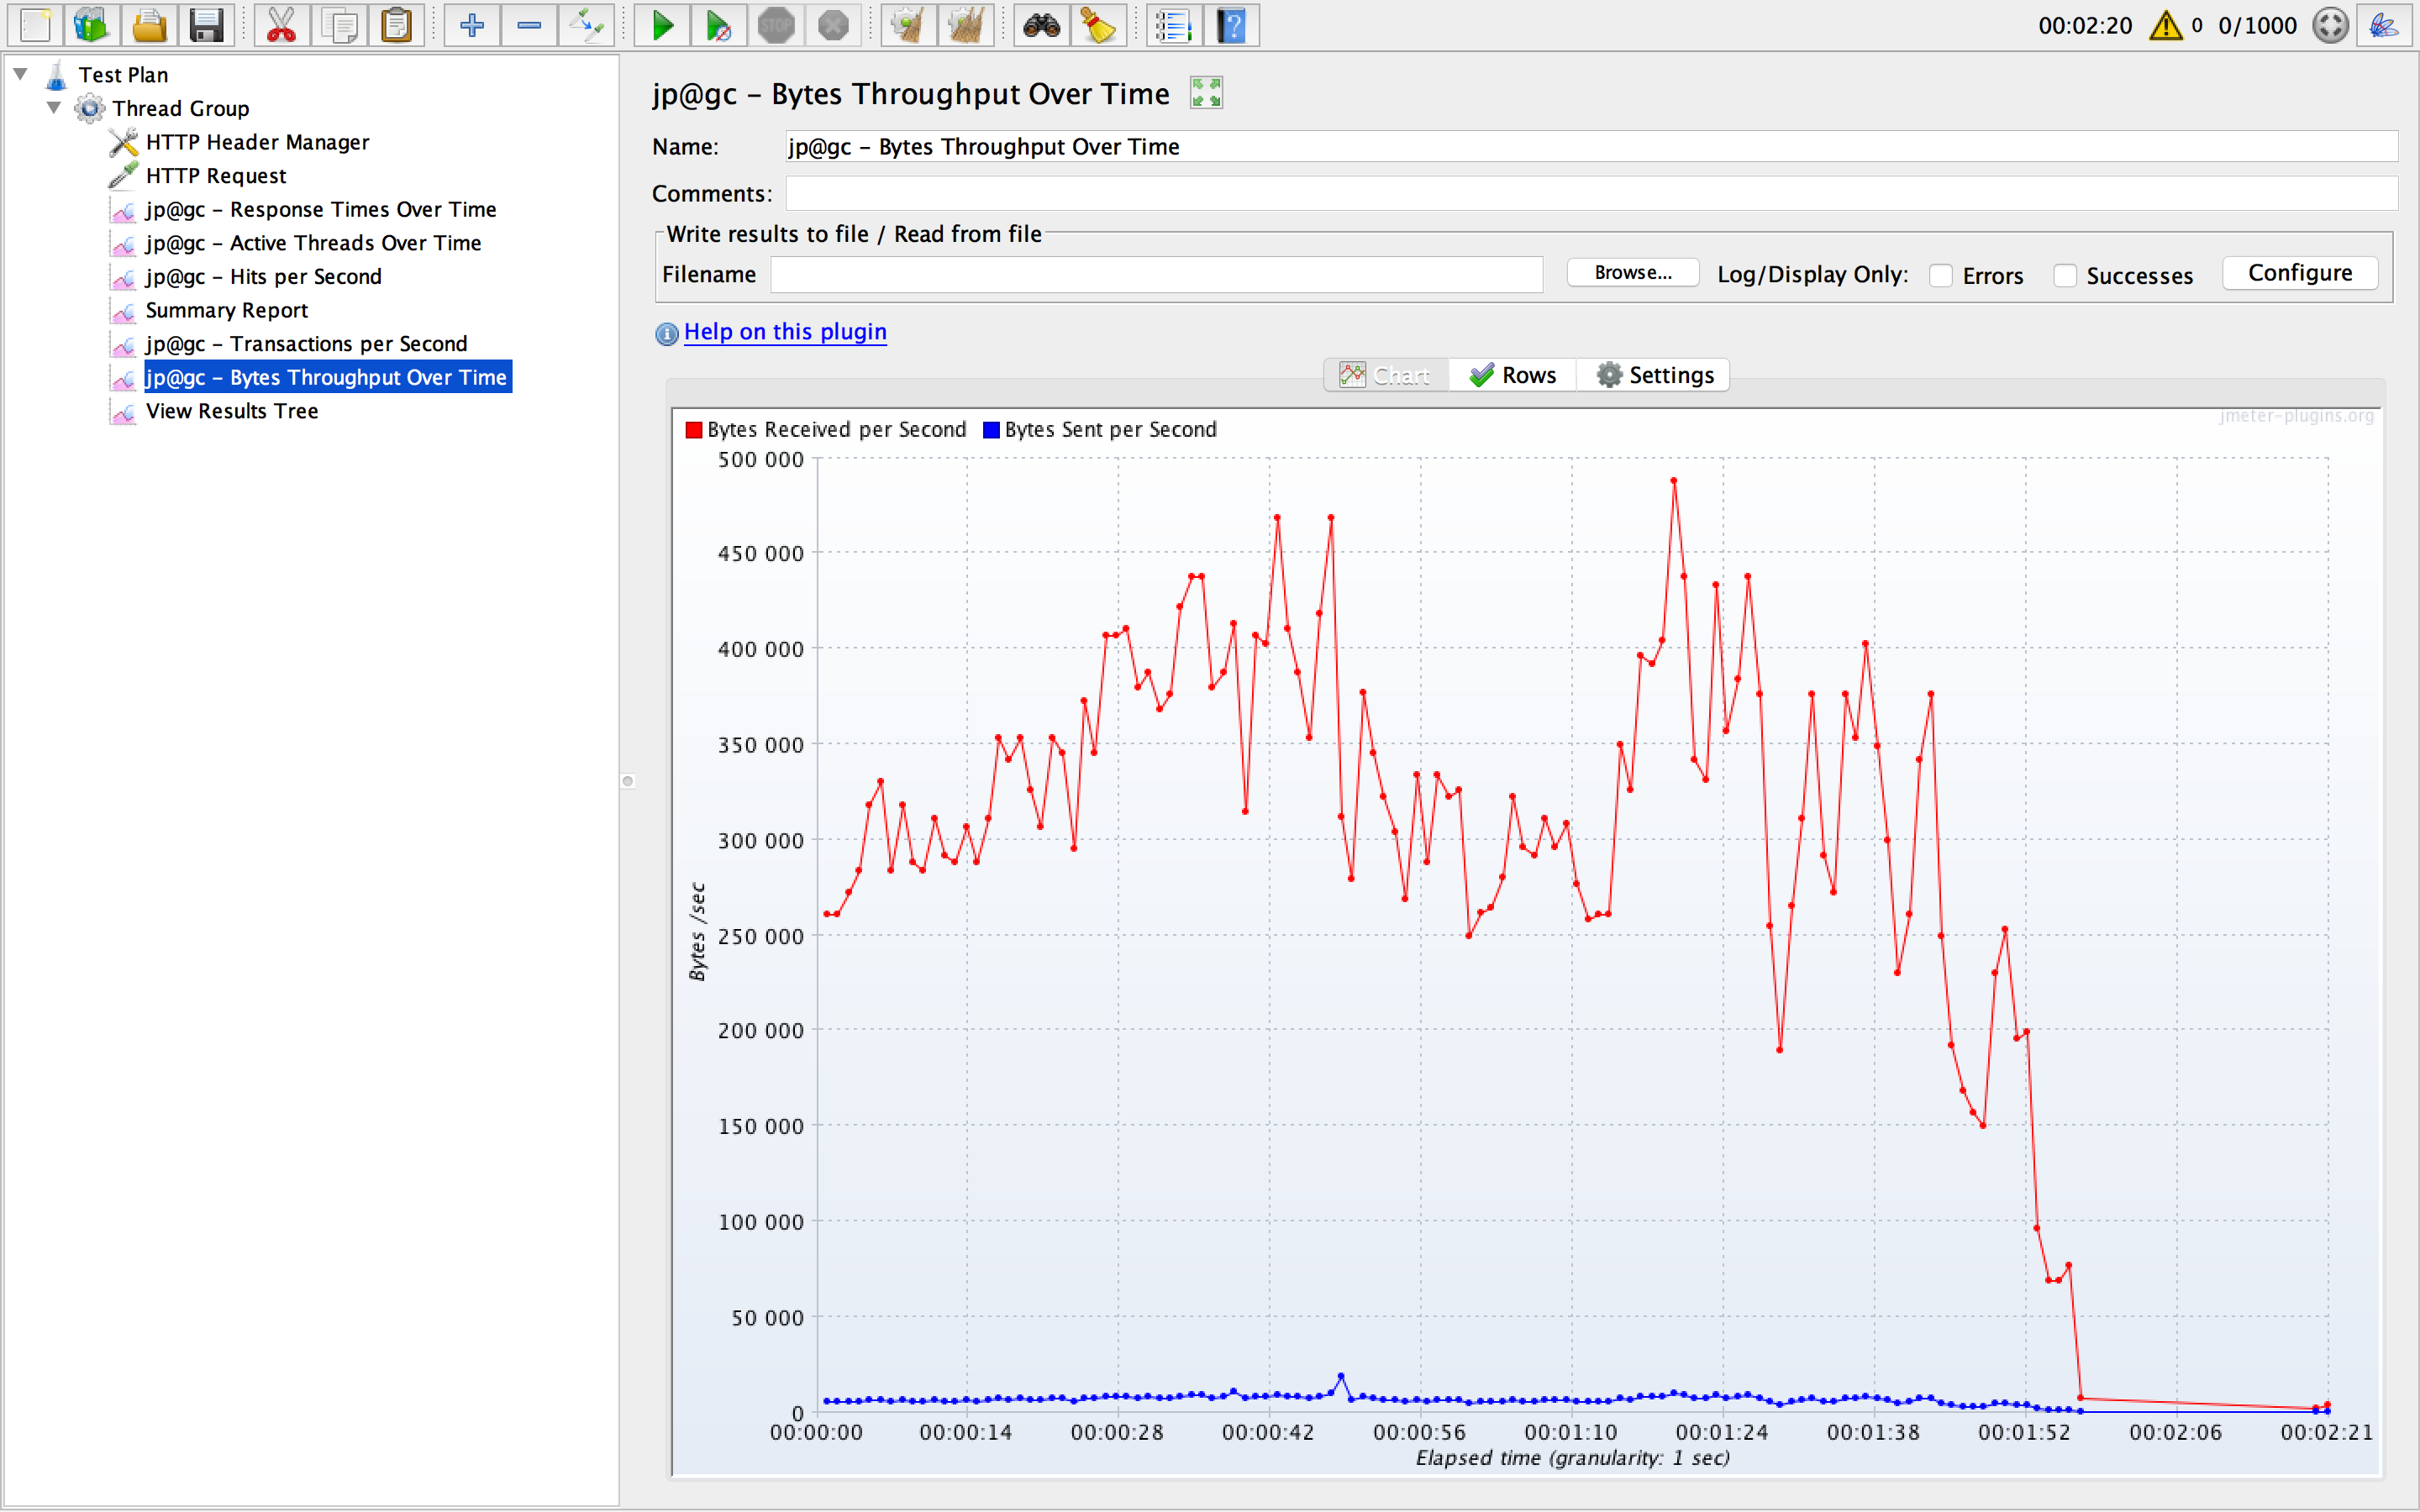 STOP
00:02:20 0 0/1000
Test Plan
Thread Group
HTTP Header Manager
HTTP Request
jp@gc – Response Times Over Time
jp@gc – Active Threads Over Time
jp@gc – Hits per Second
Summary Report
jp@gc – Transactions per Second
jp@gc – Bytes Throughput Over Time
View Results Tree
jp@gc – Bytes Throughput Over Time
Name: jp@gc – Bytes Throughput Over Time
Comments:
Write results to file / Read from file
Filename Browse... Log/Display Only: Errors Successes Configure
Help on this plugin
Chart Rows Settings
jmeter-plugins.org
Bytes Received per Second Bytes Sent per Second
500 000
450 000
400 000
350 000
300 000
250 000
200 000
150 000
100 000
50 000
0
Bytes /sec
00:00:00 00:00:14 00:00:28 00:00:42 00:00:56 00:01:10 00:01:24 00:01:38 00:01:52 00:02:06 00:02:21
Elapsed time (granularity: 1 sec)